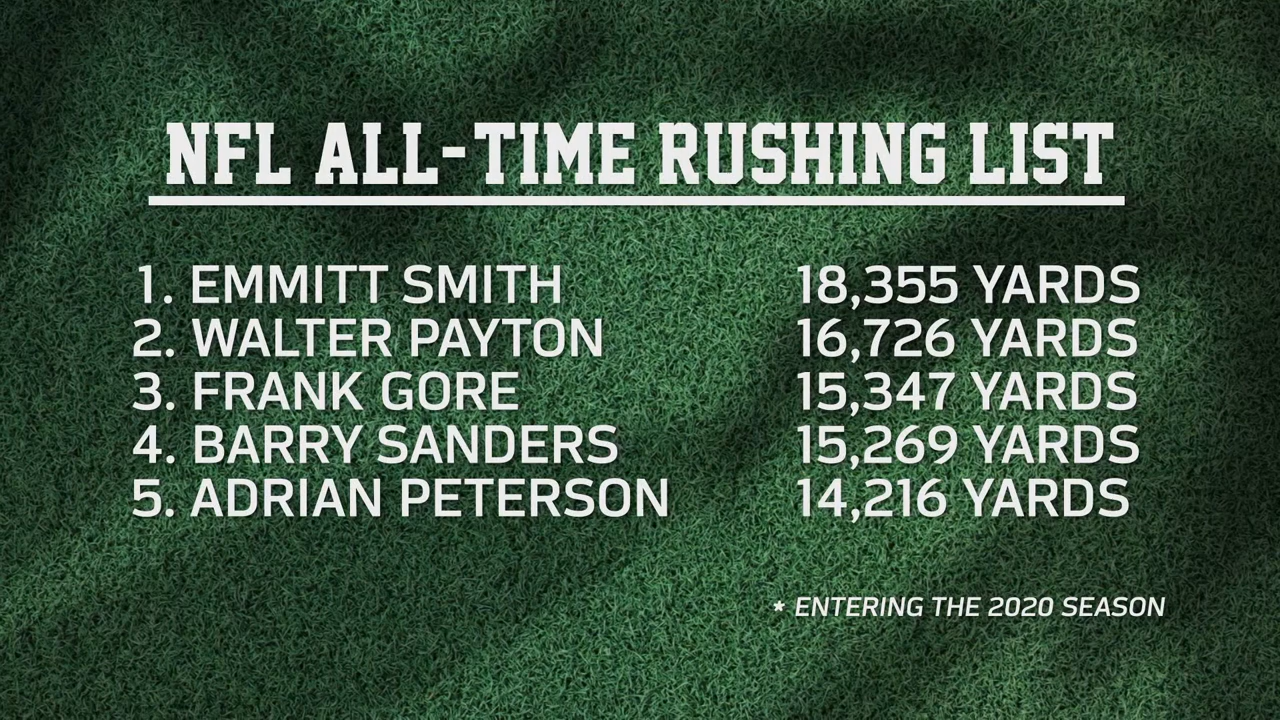 NFL ALL-TIME RUSHING LIST
1. EMMITT SMITH 18,355 YARDS
2. WALTER PAYTON 16,726 YARDS
3. FRANK GORE 15,347 YARDS
4. BARRY SANDERS 15,269 YARDS
5. ADRIAN PETERSON 14,216 YARDS
* ENTERING THE 2020 SEASON